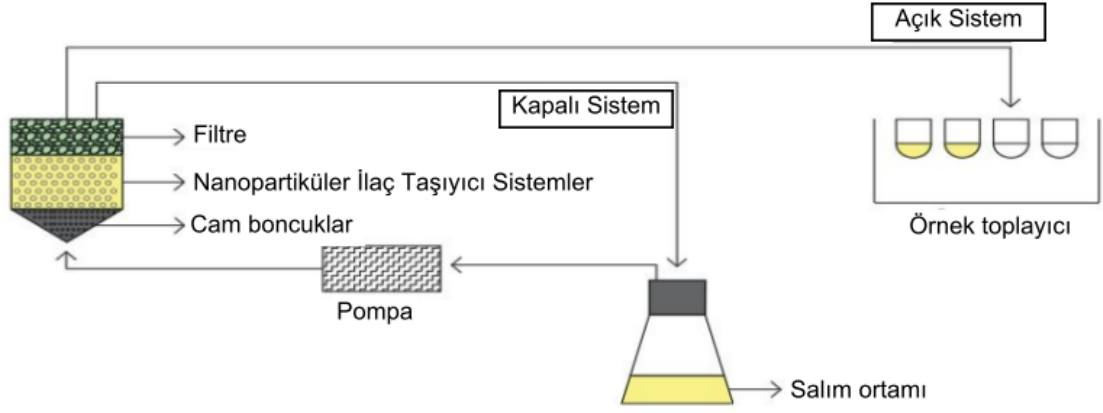 Açık Sistem
Kapalı Sistem
Filtre
Nanopartiküler İlaç Taşıyıcı Sistemler
Cam boncuklar
Örnek toplayıcı
Pompa
Salım ortamı